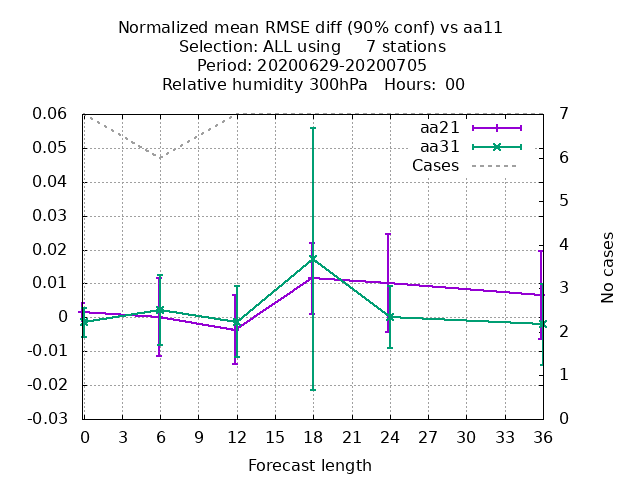 Normalized mean RMSE diff (90% conf) vs aa11
Selection: ALL using 7 stations
Period: 20200629-20200705
Relative humidity 300hPa Hours: 00
0.06
0.05
0.04
0.03
0.02
0.01
0
-0.01
-0.02
-0.03
7
6
5
4
3
2
1
0
aa21
aa31
Cases
No cases
0 3 6 9 12 15 18 21 24 27 30 33 36
Forecast length